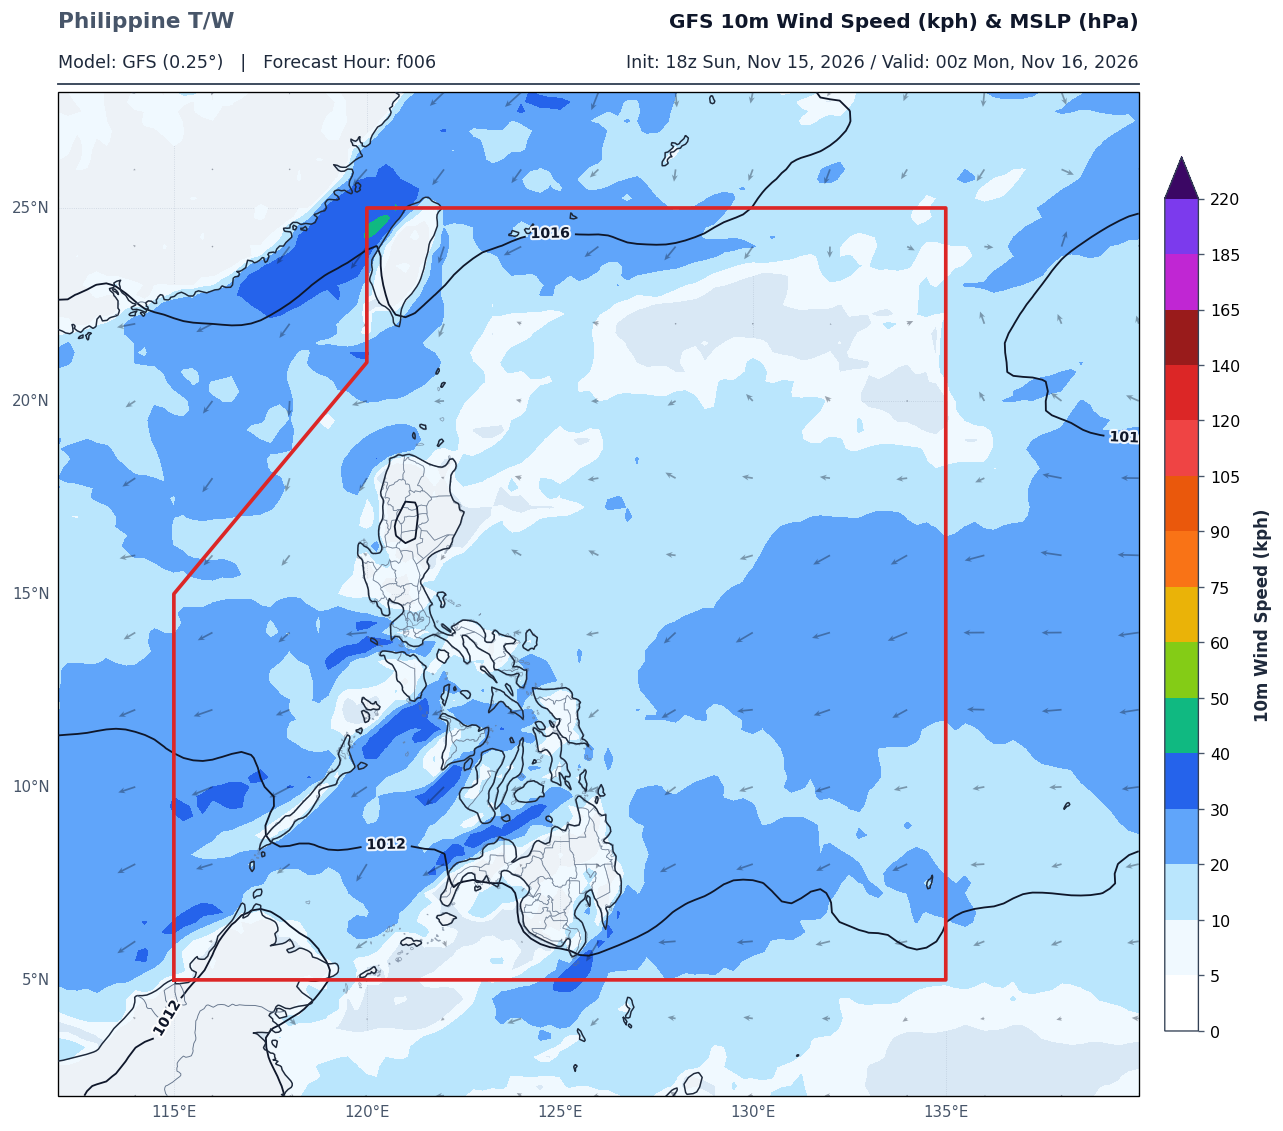 Philippine T/W
GFS 10m Wind Speed (kph) & MSLP (hPa)
Model: GFS (0.25°) | Forecast Hour: f006
Init: 18z Sun, Nov 15, 2026 / Valid: 00z Mon, Nov 16, 2026
25°N
20°N
15°N
10°N
5°N
115°E
120°E
125°E
130°E
135°E
1016
101
1012
1012
220
185
165
140
120
105
90
75
60
50
40
30
20
10
5
0
10m Wind Speed (kph)